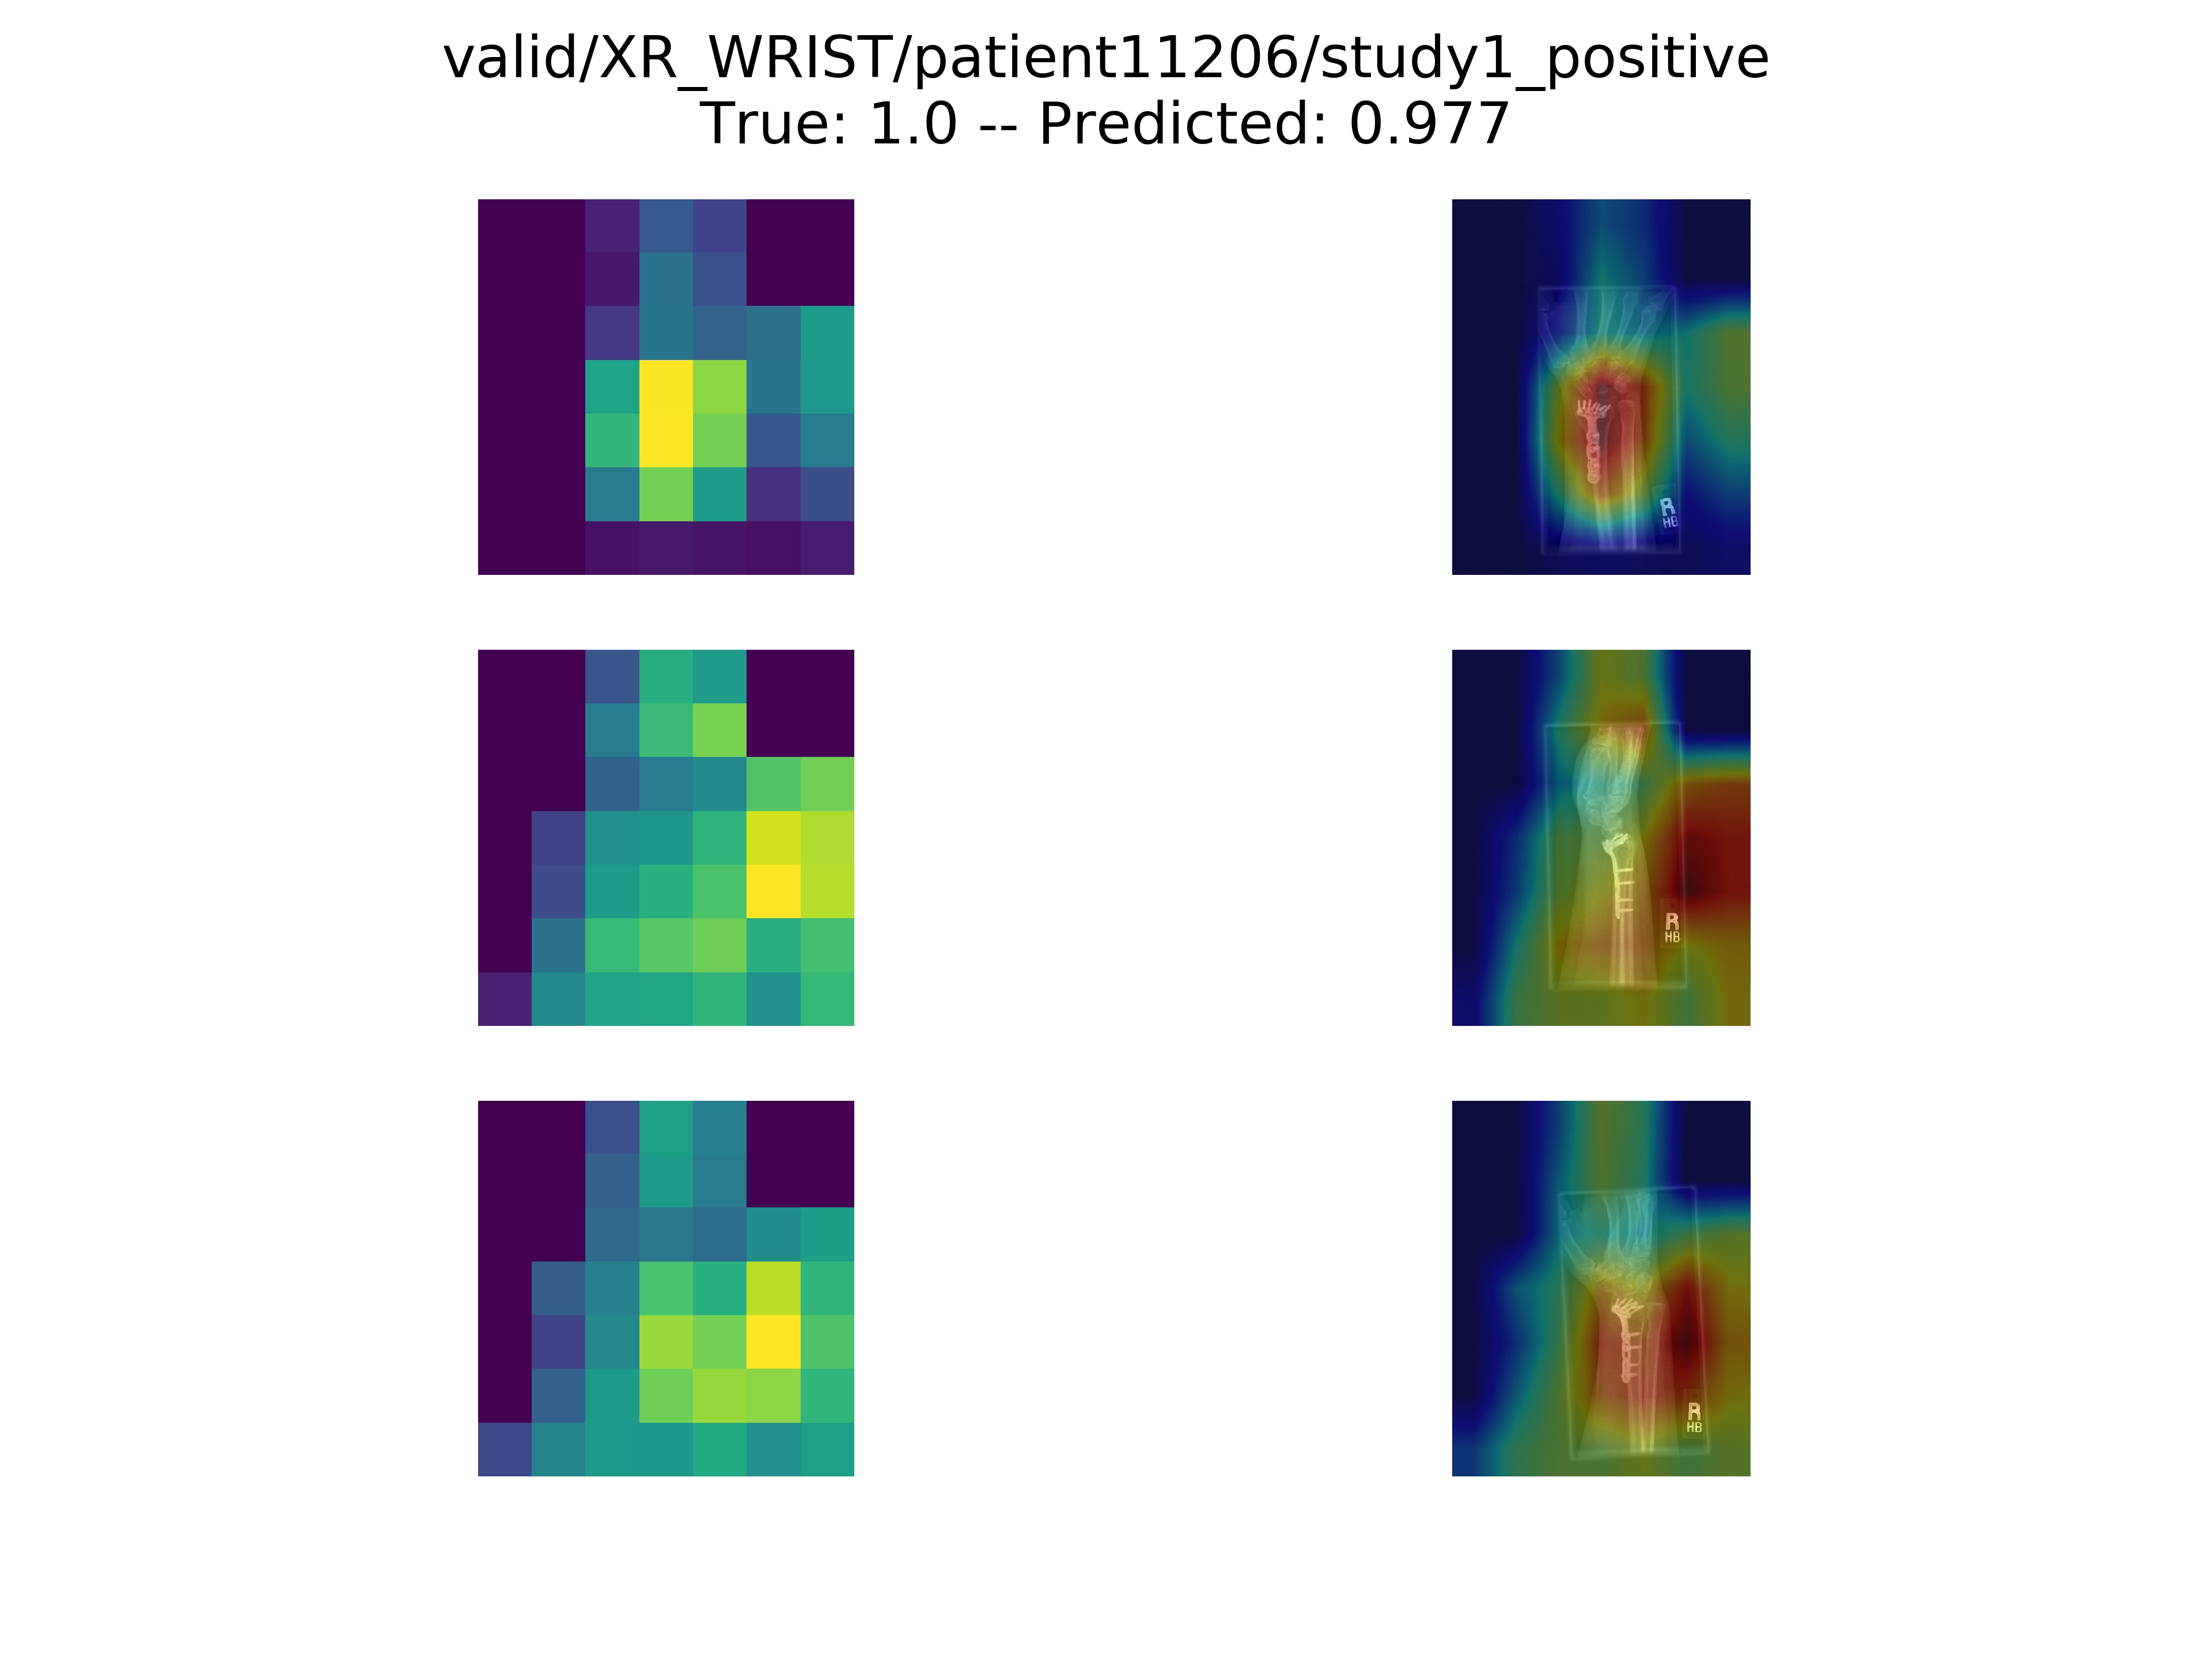 valid/XR_WRIST/patient11206/study1_positive
True: 1.0 -- Predicted: 0.977
R
HB
R
HB
R
HB